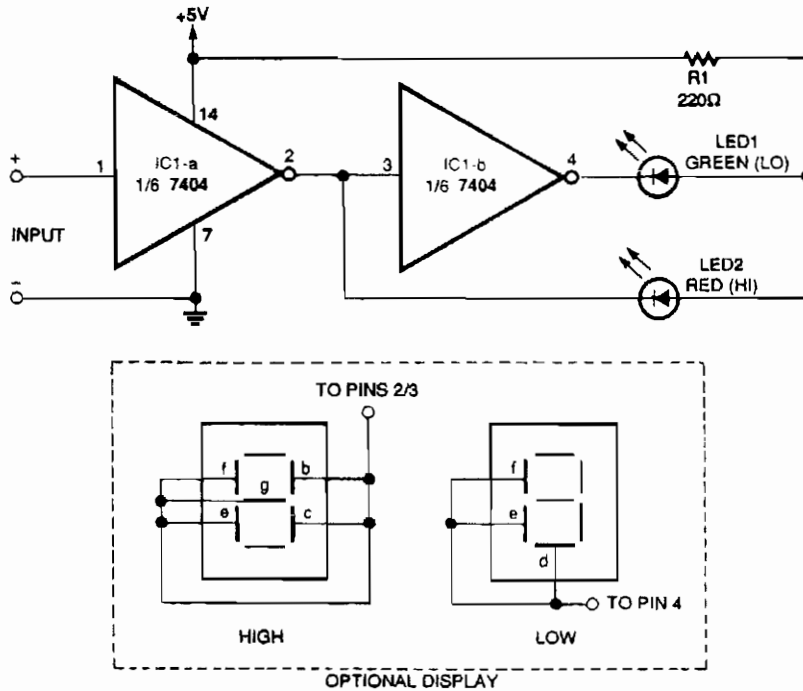 +5V
R1
220Ω
14
IC1-a
1/6 7404
1
2
7
+
INPUT
−
3
IC1-b
1/6 7404
4
LED1
GREEN (LO)
LED2
RED (HI)
TO PINS 2/3
f
b
g
e
c
HIGH
f
e
d
TO PIN 4
LOW
OPTIONAL DISPLAY